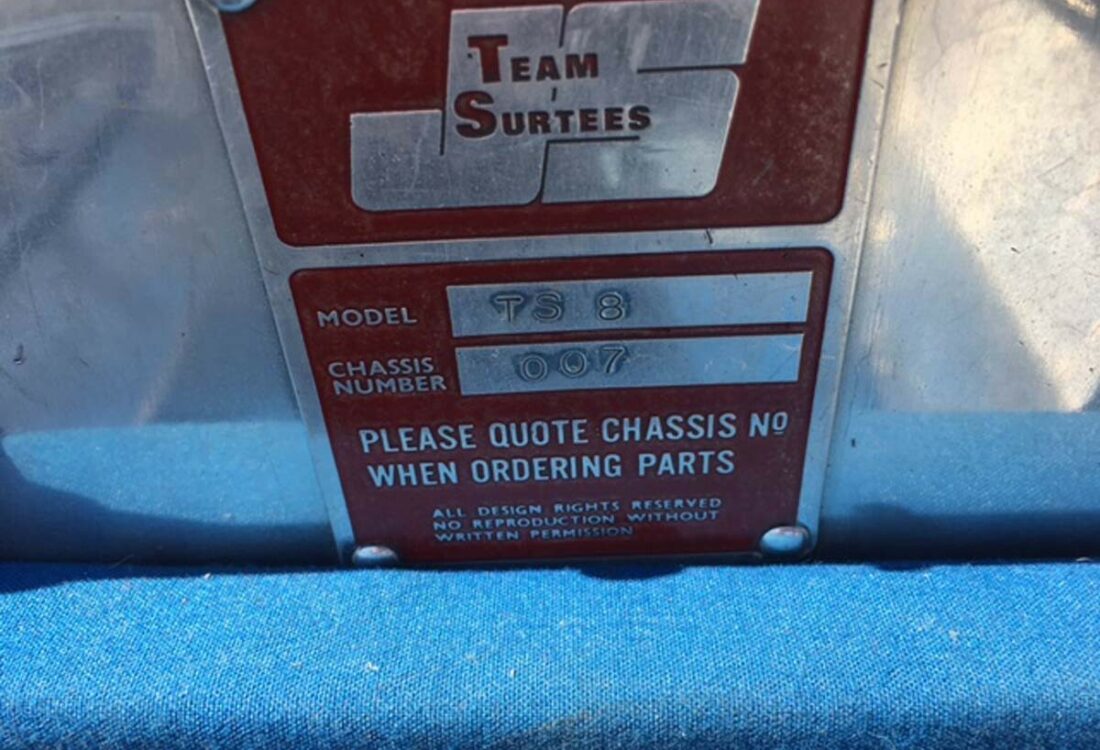 TEAM
SURTEES
MODEL TS 8
CHASSIS
NUMBER 007
PLEASE QUOTE CHASSIS Nº
WHEN ORDERING PARTS
ALL DESIGN RIGHTS RESERVED
NO REPRODUCTION WITHOUT
WRITTEN PERMISSION